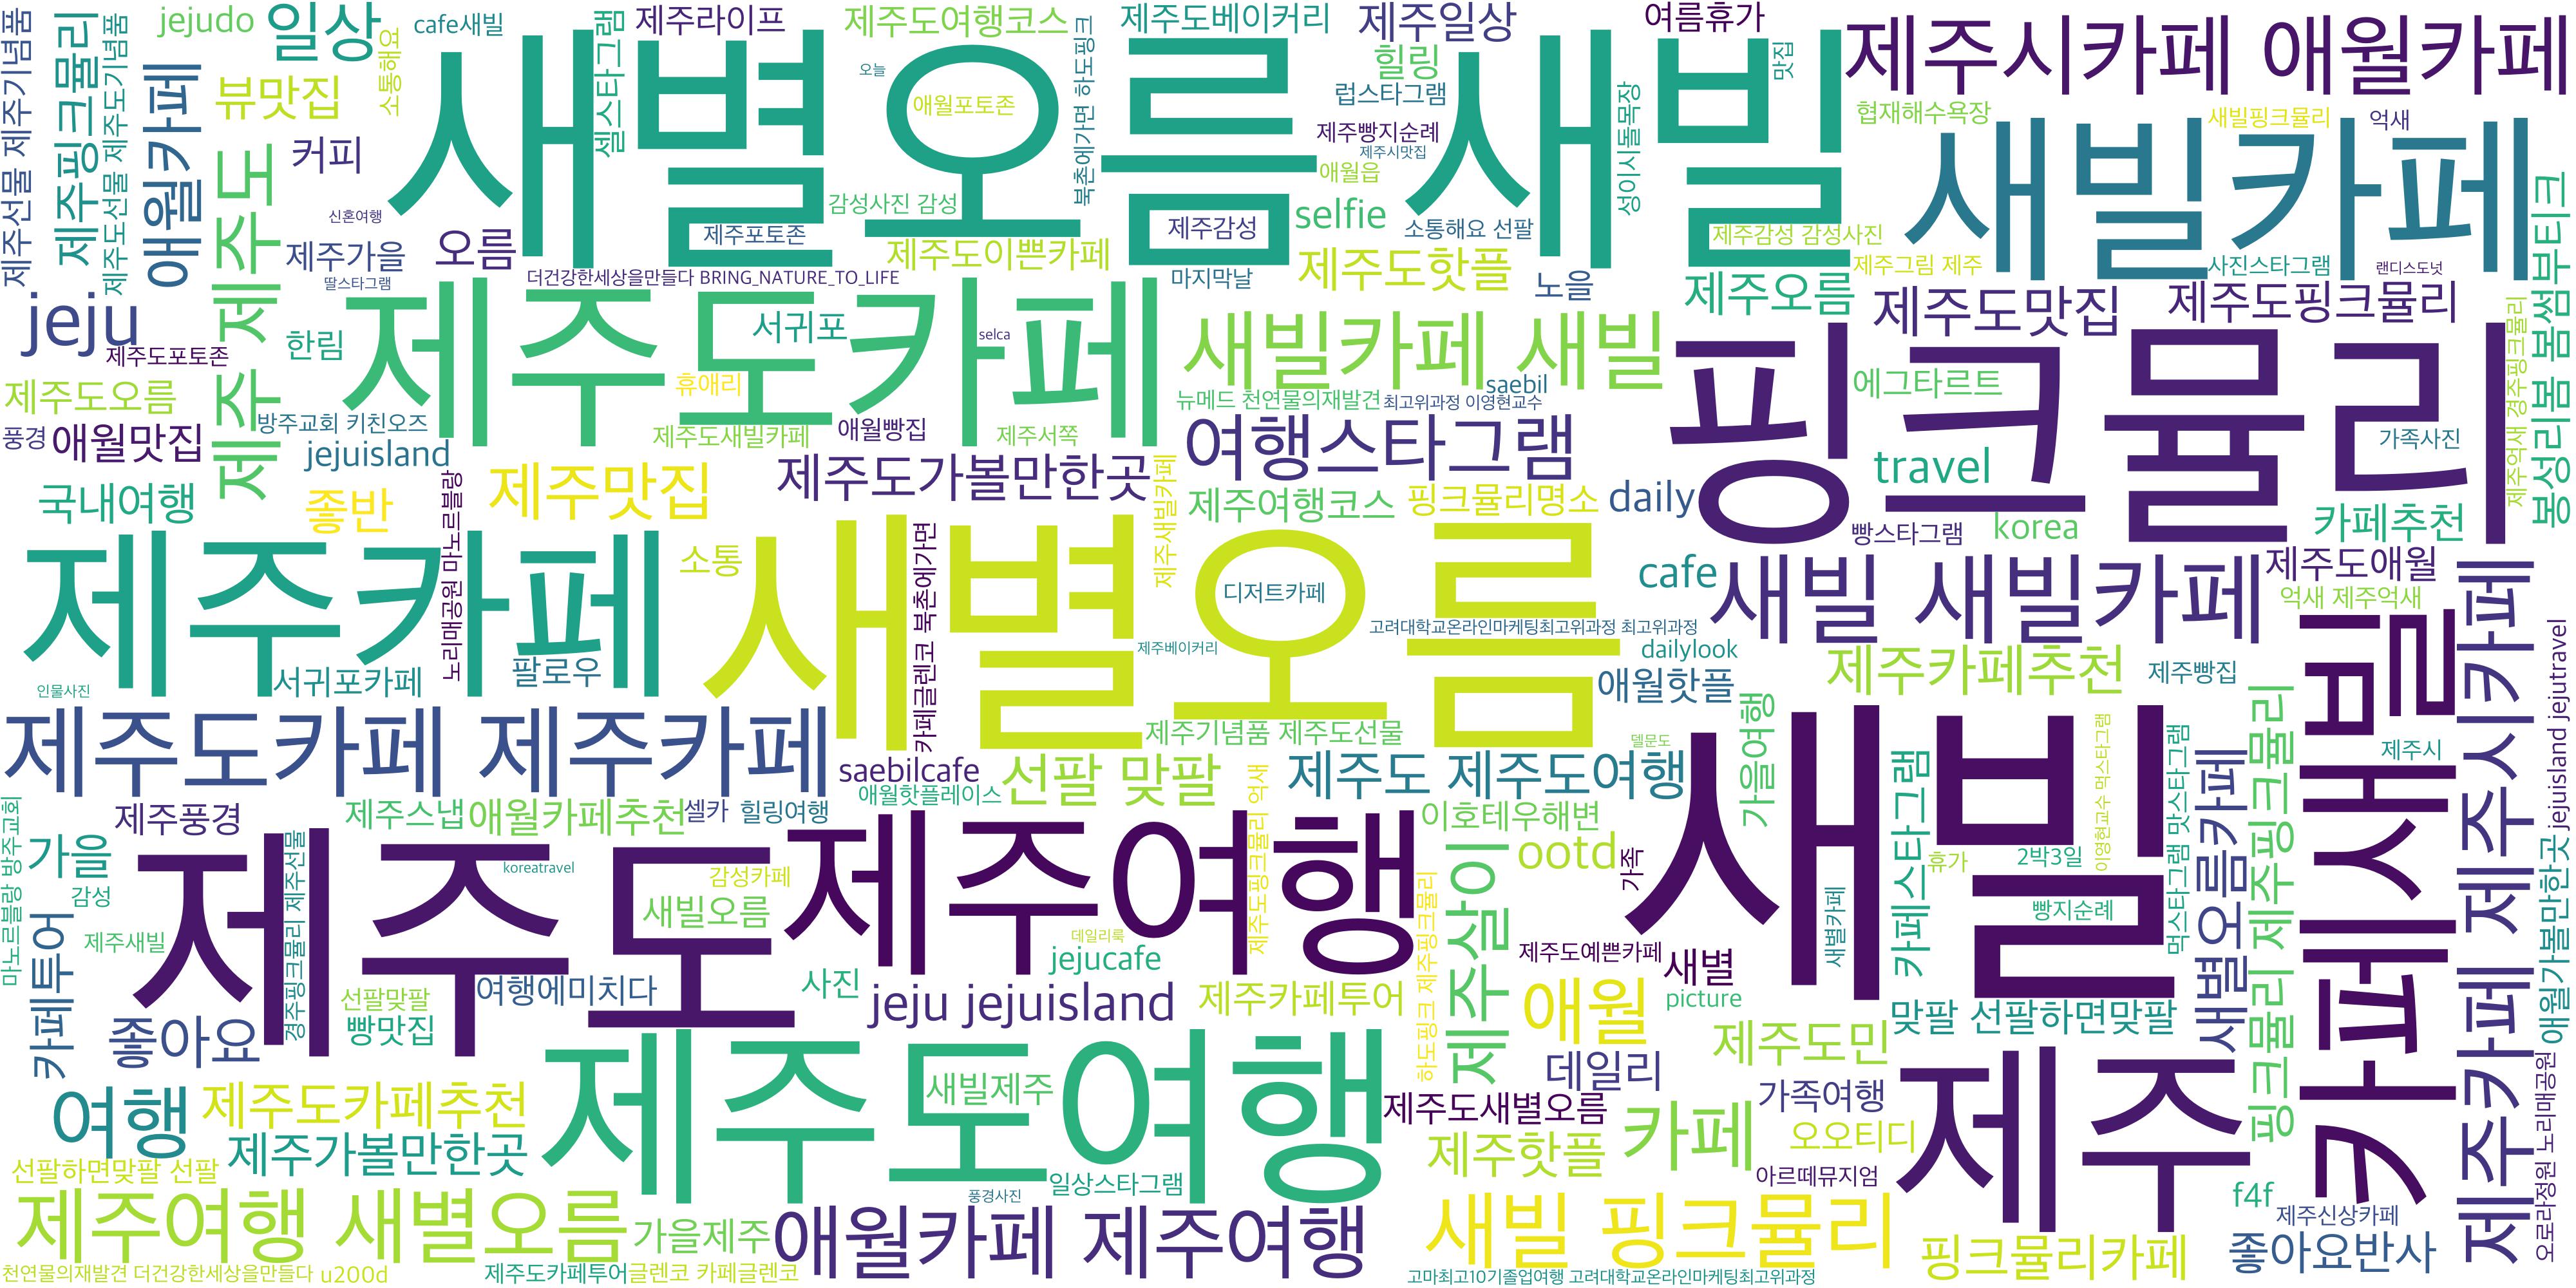 jejudo
일상
cafe새빌
셀스타그램
제주라이프
제주도여행코스
북촌에가면 하도핑크
제주도베이커리
제주일상
여름휴가
맛집
제주시카페 애월카페
제주선물 제주기념품
제주핑크뮬리
제주도선물 제주도기념품
애월카페
뷰맛집
소통해요
새별오름
오늘
애월포토존
힐링
럽스타그램
제주빵지순례
제주시맛집
애월읍
새빌
성이시돌목장
협재해수욕장
새빌핑크뮬리
억새
새빌카페
커피
제주 제주도
신혼여행
제주가을
오름
감성사진 감성
selfie
제주포토존
제주감성
소통해요 선팔
제주감성 감성사진
제주도이쁜카페
제주도핫플
제주그림 제주
사진스타그램
랜디스도넛
봉성리봄 봄썸부티크
딸스타그램
더건강한세상을만들다 BRING_NATURE_TO_LIFE
마지막날
노을
제주오름
제주도맛집
제주도핑크뮬리
jeju
제주도포토존
한림
제주도카페
서귀포
selca
새빌카페 새빌
핑크뮬리
제주억새 경주핑크뮬리
제주도오름
휴애리
saebil
에그타르트
뉴메드 천연물의재발견
최고위과정 이영현교수
풍경
애월맛집
방주교회 키친오즈
jejuisland
제주도새빌카페
애월빵집
제주서쪽
여행스타그램
가족사진
국내여행
좋반
노리매공원 마노르블랑
제주맛집
제주도가볼만한곳
제주새빌카페
제주여행코스
핑크뮬리명소
daily
travel
빵스타그램
korea
카페추천
제주카페
소통
새별오름
카페글렌코 북촌에가면
디저트카페
cafe
새빌 새빌카페
제주도애월
억새 제주억새
고려대학교온라인마케팅최고위과정 최고위과정
제주베이커리
dailylook
인물사진
서귀포카페
팔로우
애월핫플
제주카페추천
제주빵집
제주도카페 제주카페
제주기념품 제주도선물
델문도
가을여행
새빌
카페스타그램
이영현교수 먹스타그램
먹스타그램 맛스타그램
새별오름카페
핑크뮬리 제주핑크뮬리
제주시
카페새빌
제주카페 제주시카페
jejuisland jejutravel
saebilcafe
애월핫플레이스
선팔 맞팔
제주도 제주도여행
마노르블랑 방주교회
가을
제주풍경
제주스냅
애월카페추천
셀카
힐링여행
제주도핑크뮬리 억새
이호테우해변
ootd
가족
휴가
2박3일
감성
제주새빌
경주핑크뮬리 제주선물
제주도
koreatravel
감성카페
새빌오름
제주여행
데일리룩
jejucafe
하도핑크 제주핑크뮬리
제주살이
제주도예쁜카페
새별
새별카페
빵지순례
애월가볼만한곳
카페투어
좋아요
선팔맞팔
빵맛집
여행에미치다
사진
jeju jejuisland
제주카페투어
애월
picture
맞팔 선팔하면맞팔
제주도민
데일리
여행
제주도카페추천
제주도여행
새빌제주
제주도새별오름
카페
가족여행
오오티디
제주
오로라정원 노리매공원
선팔하면맞팔 선팔
제주가볼만한곳
일상스타그램
풍경사진
제주핫플
아르떼뮤지엄
f4f
제주신상카페
제주여행 새별오름
가을제주
애월카페 제주여행
새빌 핑크뮬리
핑크뮬리카페
좋아요반사
천연물의재발견 더건강한세상을만들다 u200d
제주도카페투어
글렌코 카페글렌코
고마최고10기졸업여행 고려대학교온라인마케팅최고위과정